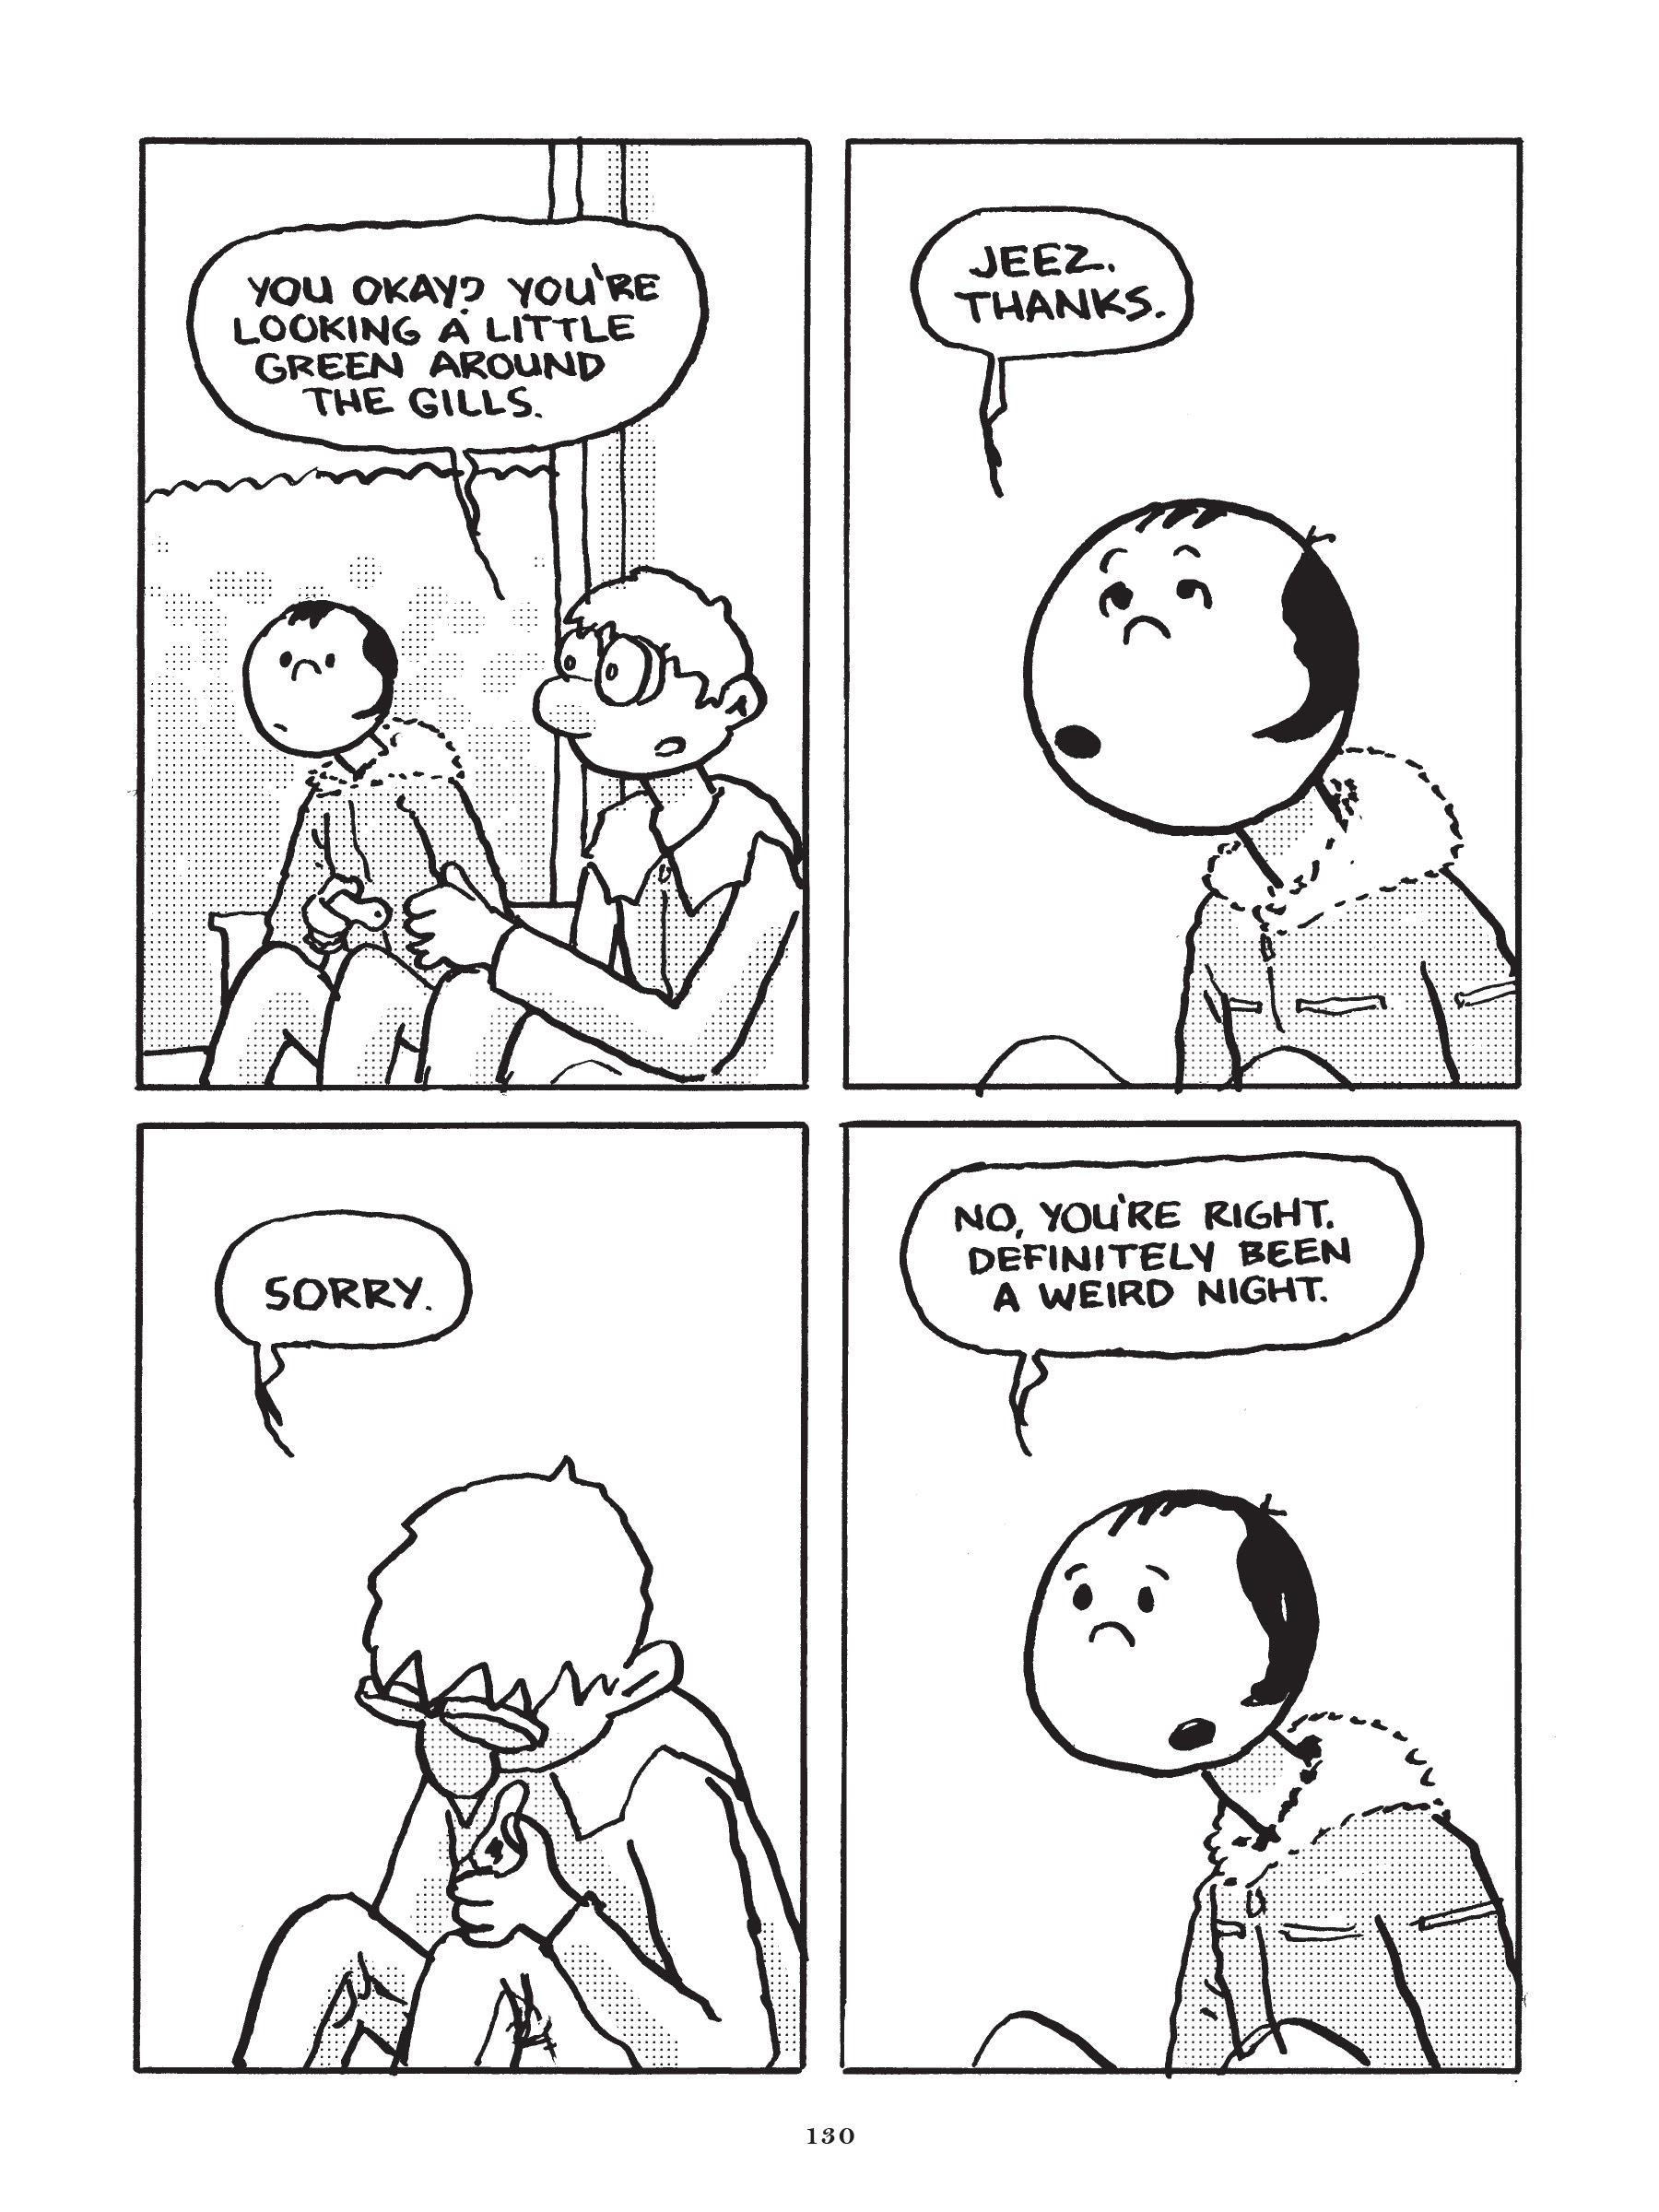 YOU OKAY? YOU'RE
LOOKING A LITTLE
GREEN AROUND
THE GILLS.
JEEZ.
THANKS.
SORRY.
NO, YOU'RE RIGHT.
DEFINITELY BEEN
A WEIRD NIGHT.
130